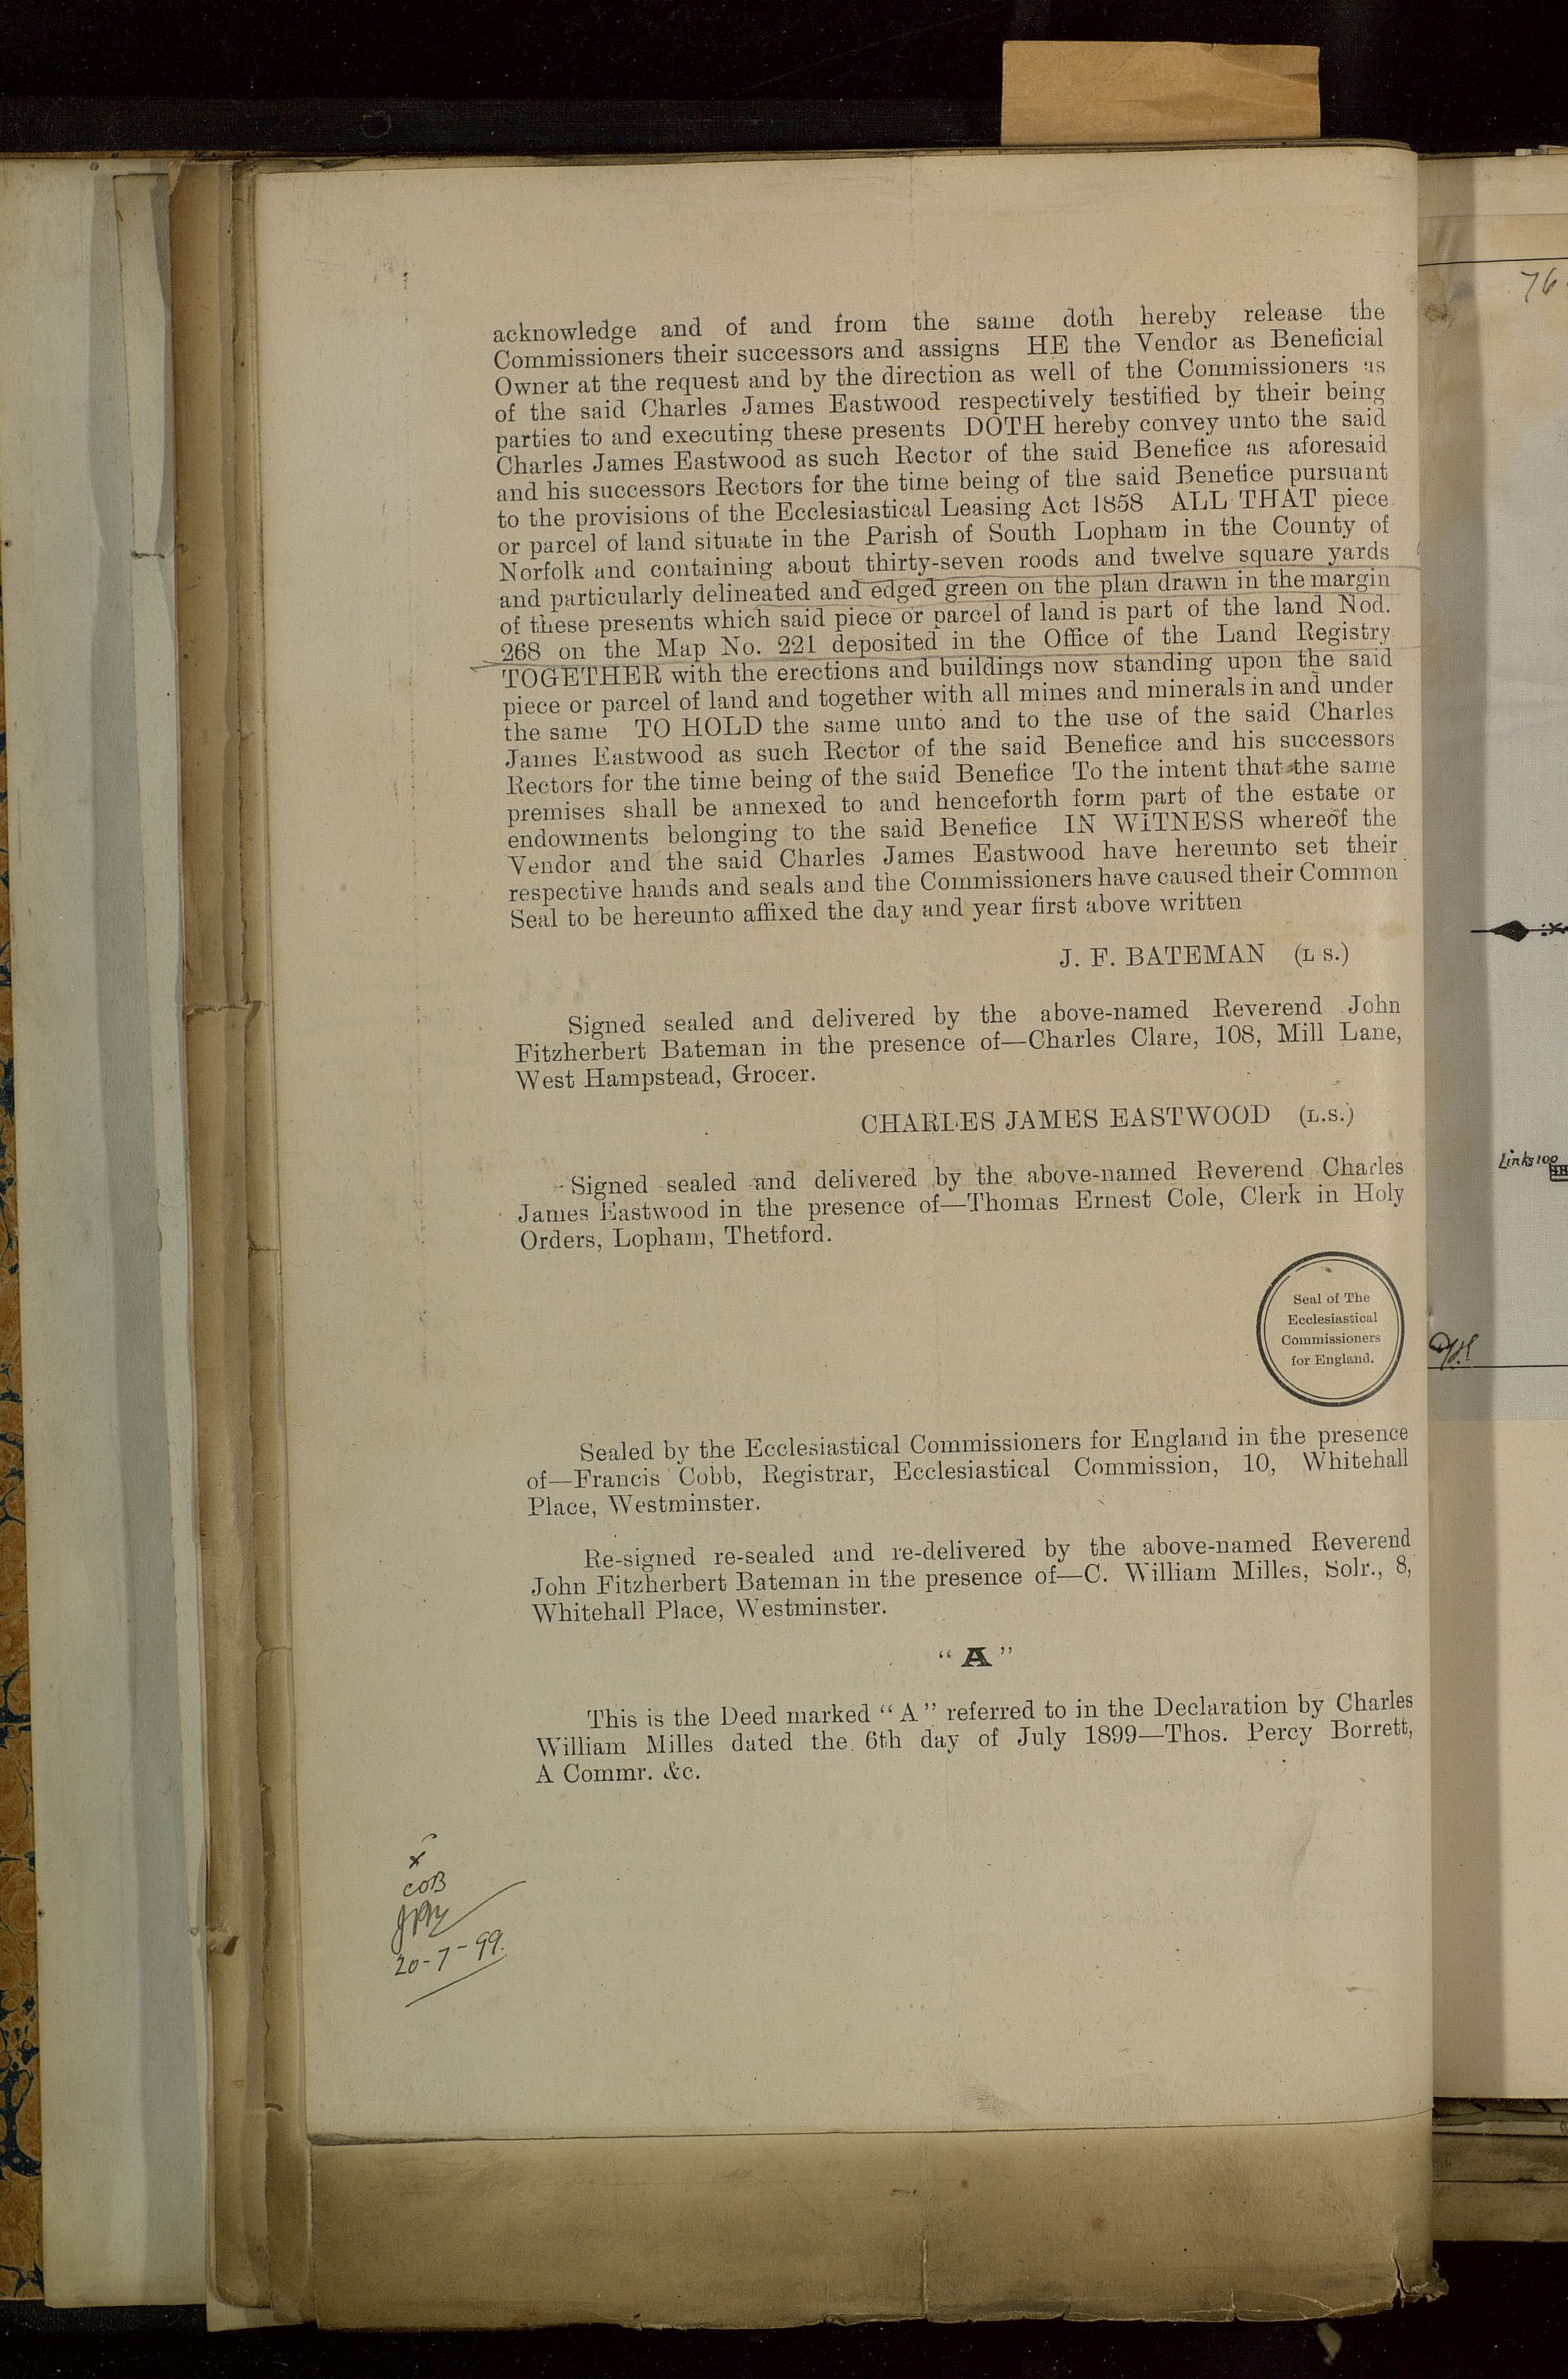 acknowledge and of and from the same doth hereby release the
Commissioners their successors and assigns HE the Vendor as Beneficial
Owner at the request and by the direction as well of the Commissioners as
of the said Charles James Eastwood respectively testified by their being
parties to and executing these presents DOTH hereby convey unto the said
Charles James Eastwood as such Rector of the said Benefice as aforesaid
and his successors Rectors for the time being of the said Benefice pursuant
to the provisions of the Ecclesiastical Leasing Act 1858 ALL THAT piece
or parcel of land situate in the Parish of South Lopham in the County of
Norfolk and containing about thirty-seven roods and twelve square yards
and particularly delineated and edged green on the plan drawn in the margin
of these presents which said piece or parcel of land is part of the land Nod.
268 on the Map No. 221 deposited in the Office of the Land Registry
TOGETHER with the erections and buildings now standing upon the said
piece or parcel of land and together with all mines and minerals in and under
the same TO HOLD the same unto and to the use of the said Charles
James Eastwood as such Rector of the said Benefice and his successors
Rectors for the time being of the said Benefice To the intent that the same
premises shall be annexed to and henceforth form part of the estate or
endowments belonging to the said Benefice IN WITNESS whereof the
Vendor and the said Charles James Eastwood have hereunto set their
respective hands and seals and the Commissioners have caused their Common
Seal to be hereunto affixed the day and year first above written
J. F. BATEMAN (L S.)
Signed sealed and delivered by the above-named Reverend John
Fitzherbert Bateman in the presence of—Charles Clare, 108, Mill Lane,
West Hampstead, Grocer.
CHARLES JAMES EASTWOOD (L.S.)
Signed sealed and delivered by the above-named Reverend Charles
James Eastwood in the presence of—Thomas Ernest Cole, Clerk in Holy
Orders, Lopham, Thetford.
Seal of The
Ecclesiastical
Commissioners
for England.
Sealed by the Ecclesiastical Commissioners for England in the presence
of—Francis Cobb, Registrar, Ecclesiastical Commission, 10, Whitehall
Place, Westminster.
Re-signed re-sealed and re-delivered by the above-named Reverend
John Fitzherbert Bateman in the presence of—C. William Milles, Solr., 8,
Whitehall Place, Westminster.
"A"
This is the Deed marked "A" referred to in the Declaration by Charles
William Milles dated the 6th day of July 1899—Thos. Percy Borrett,
A Commr. &c.
x
COB
20-7-99.
76
Links 100